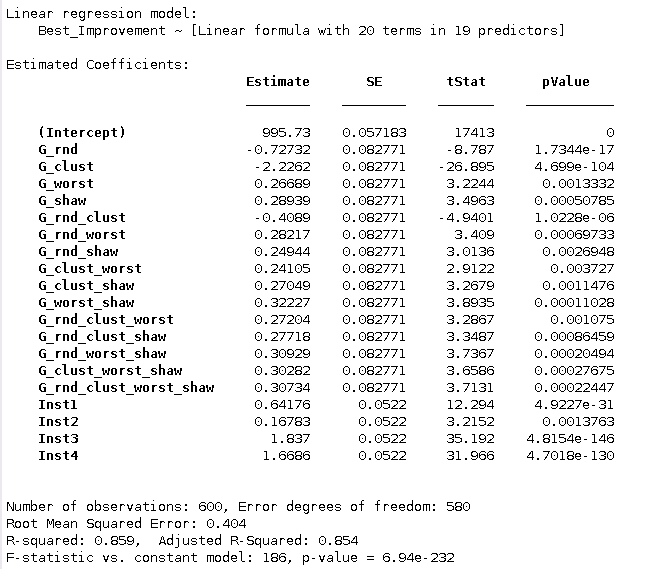 Linear regression model:
Best_Improvement ~ [Linear formula with 20 terms in 19 predictors]
Estimated Coefficients:
Estimate SE tStat pValue
(Intercept) 995.73 0.057183 17413 0
G_rnd -0.72732 0.082771 -8.787 1.7344e-17
G_clust -2.2262 0.082771 -26.895 4.699e-104
G_worst 0.26689 0.082771 3.2244 0.0013332
G_shaw 0.28939 0.082771 3.4963 0.00050785
G_rnd_clust -0.4089 0.082771 -4.9401 1.0228e-06
G_rnd_worst 0.28217 0.082771 3.409 0.00069733
G_rnd_shaw 0.24944 0.082771 3.0136 0.0026948
G_clust_worst 0.24105 0.082771 2.9122 0.003727
G_clust_shaw 0.27049 0.082771 3.2679 0.0011476
G_worst_shaw 0.32227 0.082771 3.8935 0.00011028
G_rnd_clust_worst 0.27204 0.082771 3.2867 0.001075
G_rnd_clust_shaw 0.27718 0.082771 3.3487 0.00086459
G_rnd_worst_shaw 0.30929 0.082771 3.7367 0.00020494
G_clust_worst_shaw 0.30282 0.082771 3.6586 0.00027675
G_rnd_clust_worst_shaw 0.30734 0.082771 3.7131 0.00022447
Inst1 0.64176 0.0522 12.294 4.9227e-31
Inst2 0.16783 0.0522 3.2152 0.0013763
Inst3 1.837 0.0522 35.192 4.8154e-146
Inst4 1.6686 0.0522 31.966 4.7018e-130
Number of observations: 600, Error degrees of freedom: 580
Root Mean Squared Error: 0.404
R-squared: 0.859, Adjusted R-Squared: 0.854
F-statistic vs. constant model: 186, p-value = 6.94e-232